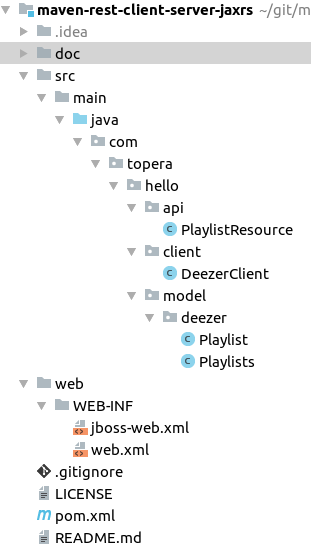 maven-rest-client-server-jaxrs ~/git/m
.idea
doc
src
main
java
com
topera
hello
api
C PlaylistResource
client
C DeezerClient
model
deezer
C Playlist
C Playlists
web
WEB-INF
jboss-web.xml
web.xml
.gitignore
LICENSE
m pom.xml
README.md